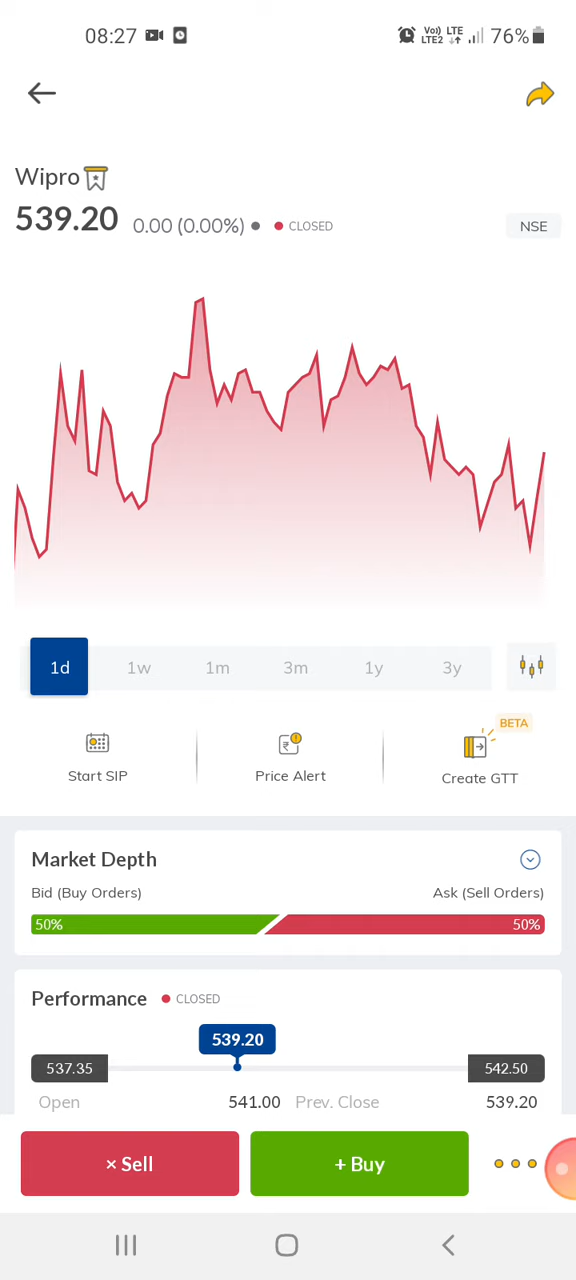 08:27 Vo) LTE LTE2 76%
Wipro
539.20 0.00 (0.00%) CLOSED NSE
1d 1w 1m 3m 1y 3y
BETA
Start SIP Price Alert Create GTT
Market Depth
Bid (Buy Orders) Ask (Sell Orders)
50% 50%
Performance CLOSED
539.20
537.35 542.50
Open 541.00 Prev. Close 539.20
× Sell + Buy